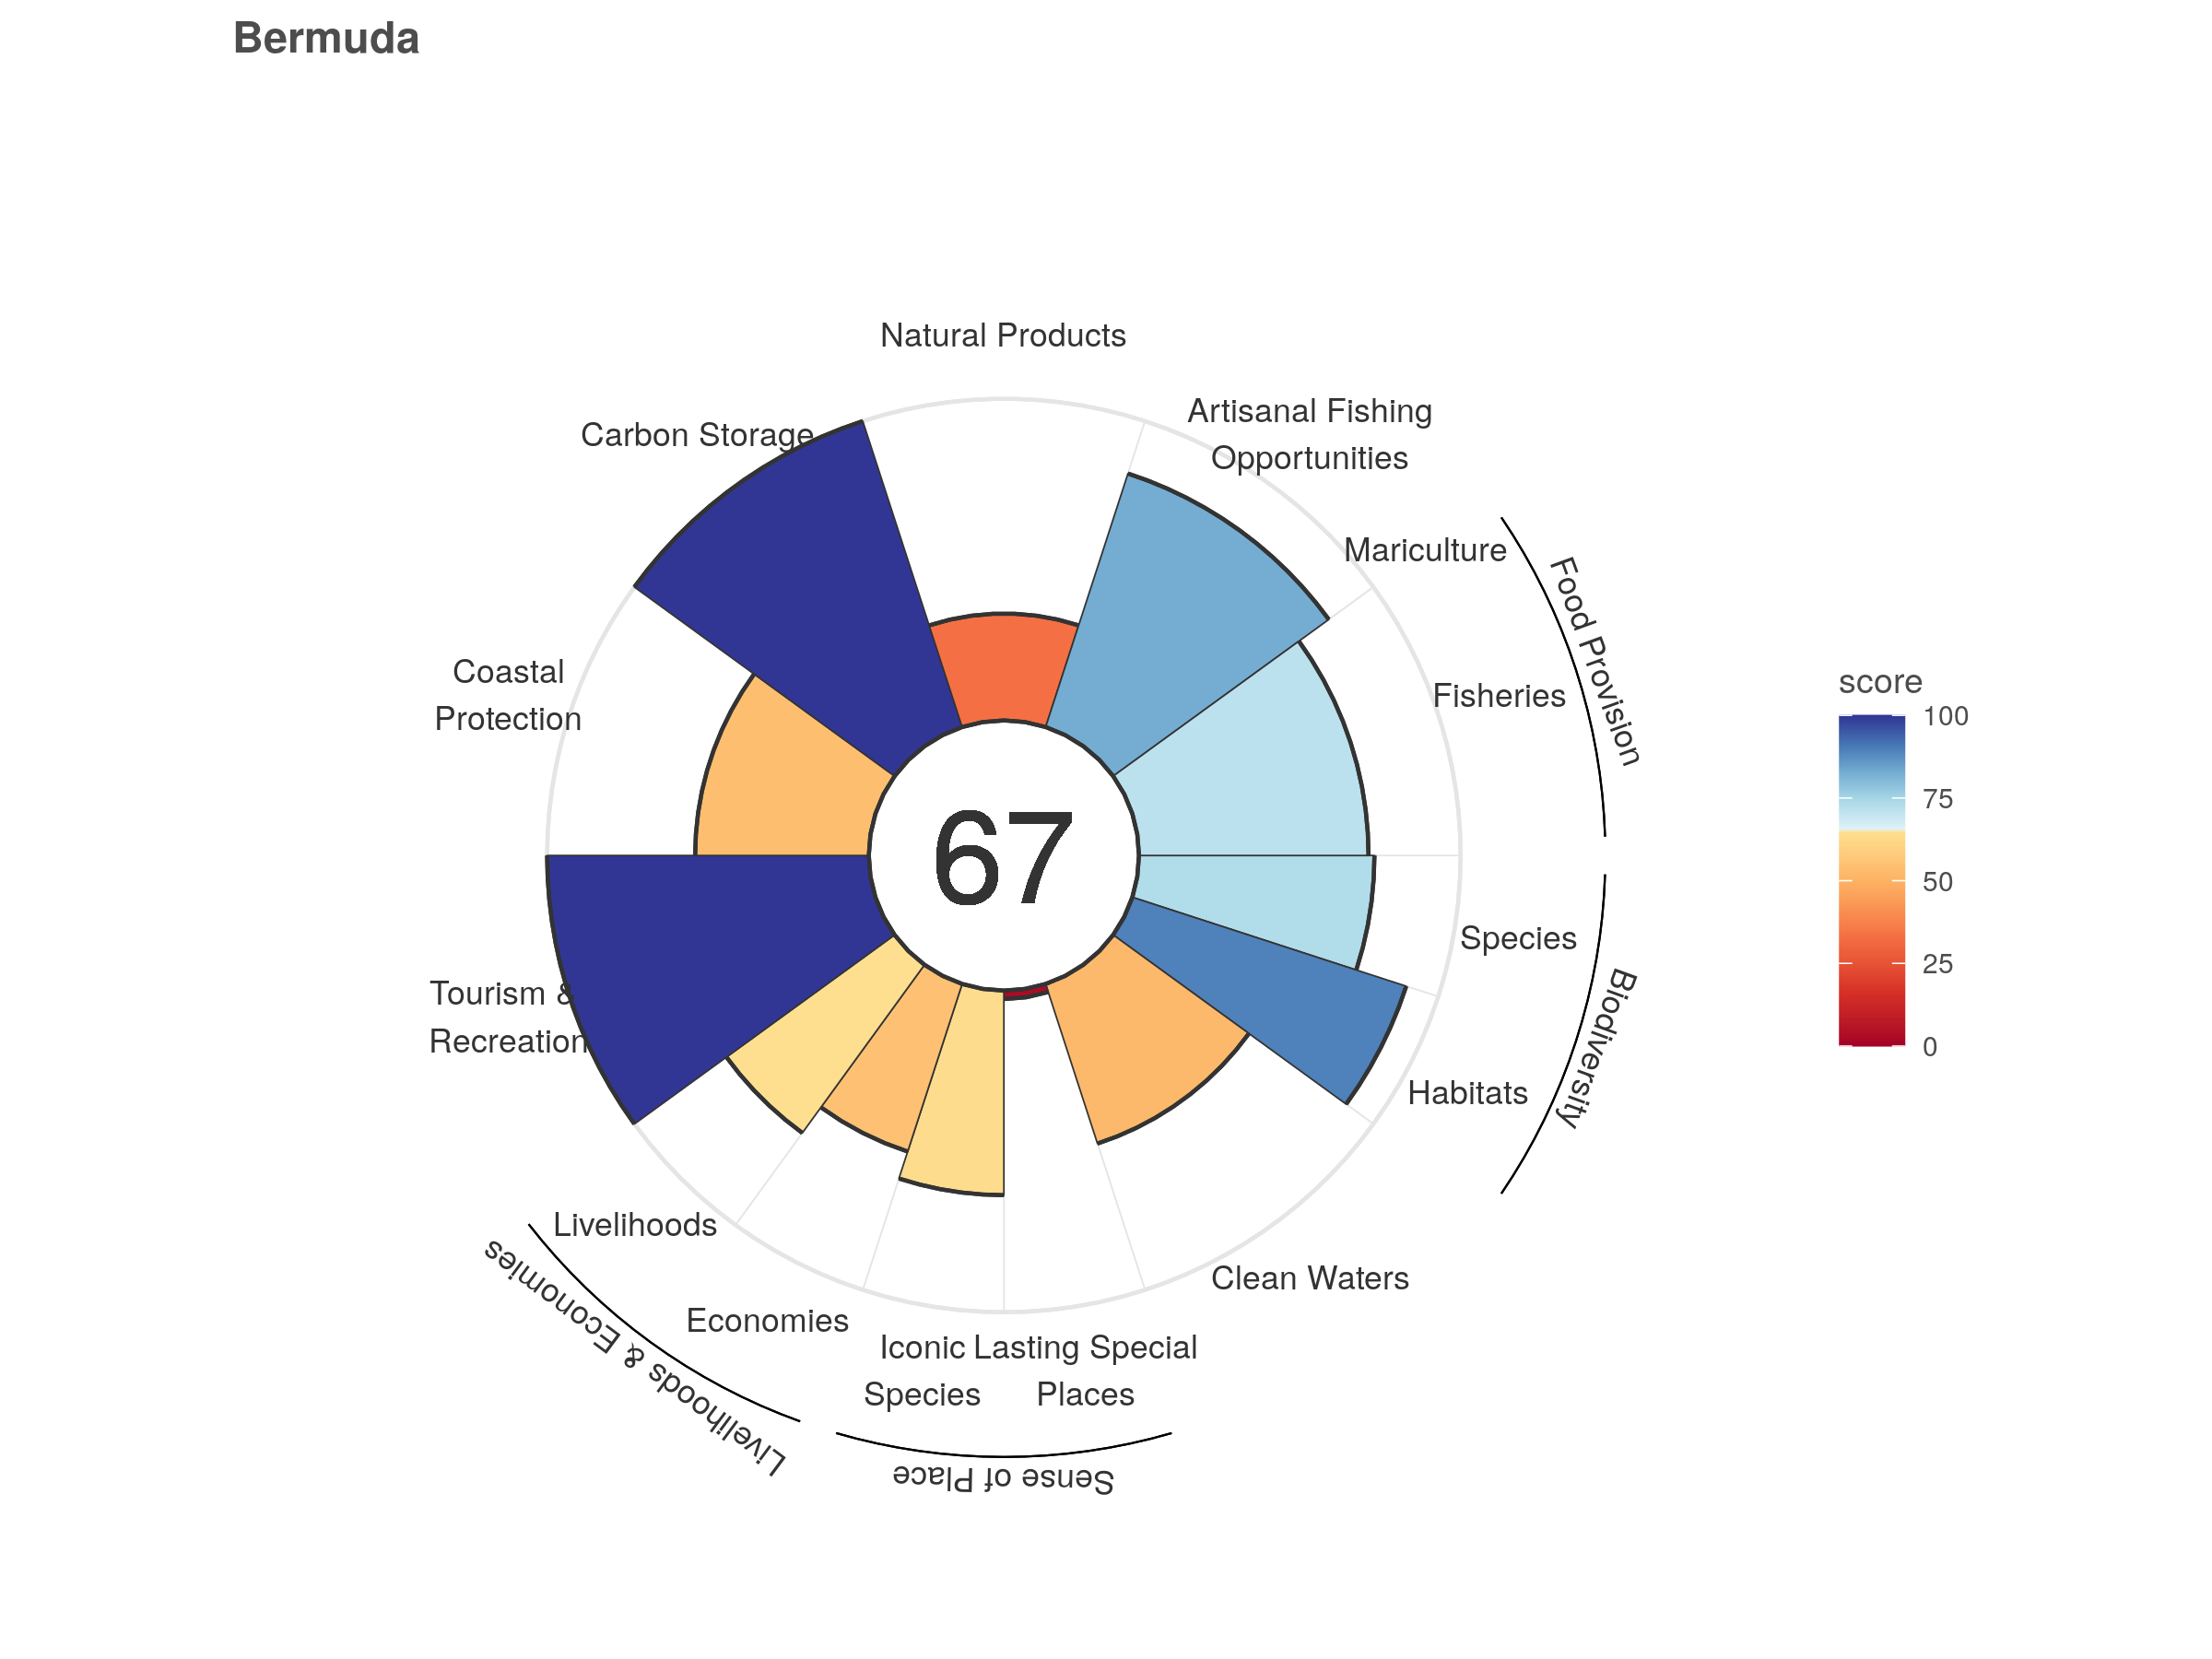 Bermuda
Natural Products
Artisanal Fishing
Opportunities
Carbon Storage
Mariculture
Food Provision
Fisheries
Coastal
Protection
score
100
75
50
25
0
67
Species
Biodiversity
Tourism &
Recreation
Habitats
Livelihoods
Clean Waters
Economies
Livelihoods & Economies
Iconic
Species
Lasting Special
Places
Sense of Place